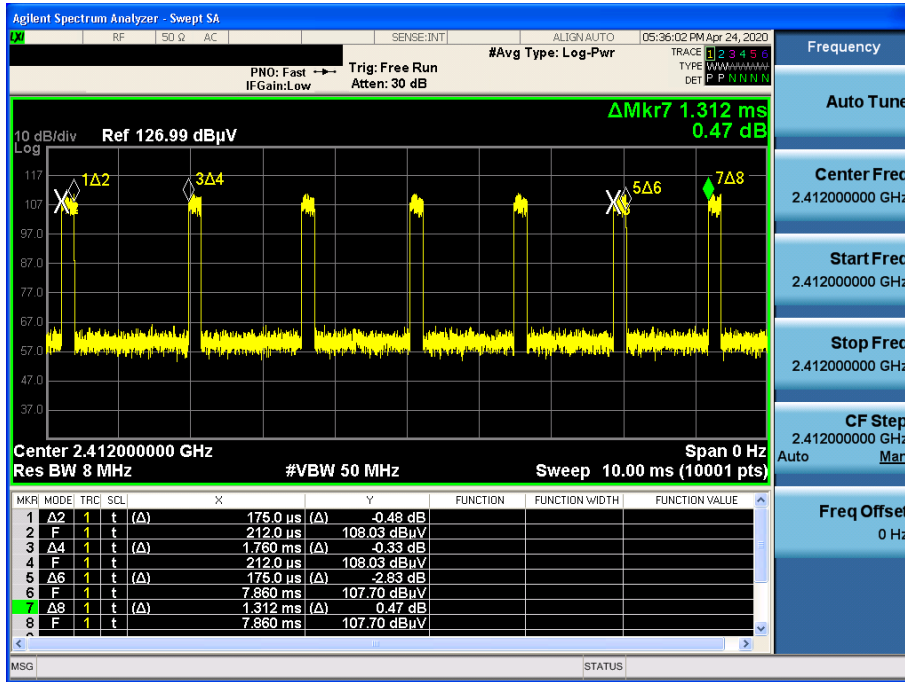 Agilent Spectrum Analyzer - Swept SA
LXI RF 50 Ω AC SENSE:INT ALIGN AUTO 05:36:02 PM Apr 24, 2020
#Avg Type: Log-Pwr
TRACE 1 2 3 4 5 6
PNO: Fast Trig: Free Run
TYPE WWWWWW
IFGain:Low Atten: 30 dB
DET P P N N N N
ΔMkr7 1.312 ms
0.47 dB
10 dB/div Ref 126.99 dBµV
Log
117
107
97.0
87.0
77.0
67.0
57.0
47.0
37.0
1Δ2
3Δ4
5Δ6
7Δ8
Center 2.412000000 GHz Span 0 Hz
Res BW 8 MHz #VBW 50 MHz Sweep 10.00 ms (10001 pts)
MKR MODE TRC SCL X Y FUNCTION FUNCTION WIDTH FUNCTION VALUE
1 Δ2 1 t (Δ) 175.0 µs (Δ) -0.48 dB
2 F 1 t 212.0 µs 108.03 dBµV
3 Δ4 1 t (Δ) 1.760 ms (Δ) -0.33 dB
4 F 1 t 212.0 µs 108.03 dBµV
5 Δ6 1 t (Δ) 175.0 µs (Δ) -2.83 dB
6 F 1 t 7.860 ms 107.70 dBµV
7 Δ8 1 t (Δ) 1.312 ms (Δ) 0.47 dB
8 F 1 t 7.860 ms 107.70 dBµV
MSG STATUS
Frequency
Auto Tune
Center Freq
2.412000000 GHz
Start Freq
2.412000000 GHz
Stop Freq
2.412000000 GHz
CF Step
2.412000000 GHz
Auto Man
Freq Offset
0 Hz